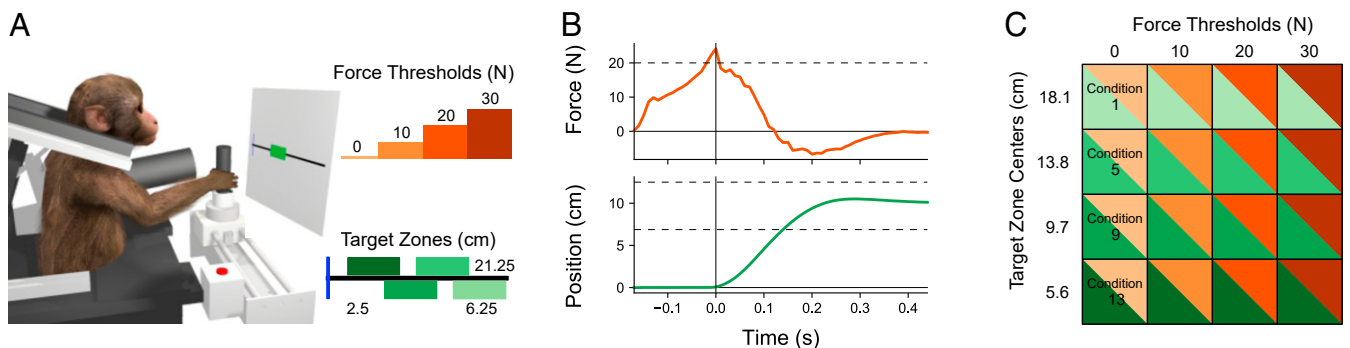 A
Force Thresholds (N)
0
10
20
30
Target Zones (cm)
21.25
2.5
6.25
B
Force (N)
20
0
Position (cm)
10
5
0
−0.1
0.0
0.1
0.2
0.3
0.4
Time (s)
C
Force Thresholds (N)
0 10 20 30
Target Zone Centers (cm)
18.1
Condition
1
13.8
Condition
5
9.7
Condition
9
5.6
Condition
13